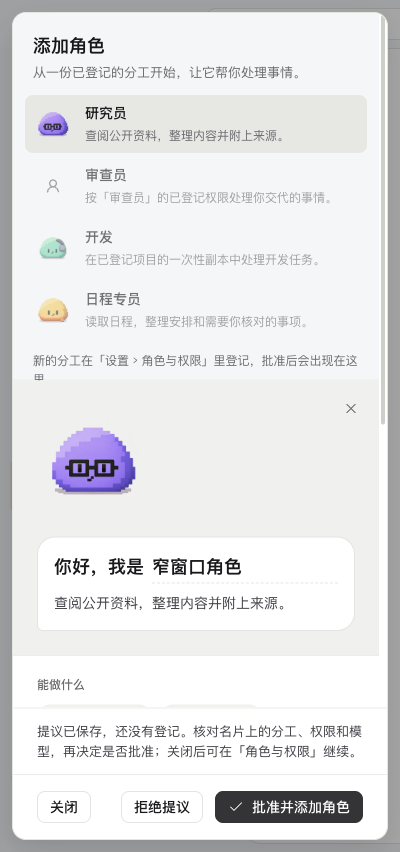 添加角色
从一份已登记的分工开始，让它帮你处理事情。
研究员
查阅公开资料，整理内容并附上来源。
审查员
按「审查员」的已登记权限处理你交代的事情。
开发
在已登记项目的一次性副本中处理开发任务。
日程专员
读取日程，整理安排和需要你核对的事项。
新的分工在「设置 › 角色与权限」里登记，批准后会出现在这
里
你好，我是 窄窗口角色
查阅公开资料，整理内容并附上来源。
能做什么
提议已保存，还没有登记。核对名片上的分工、权限和模
型，再决定是否批准；关闭后可在「角色与权限」继续。
关闭
拒绝提议
批准并添加角色